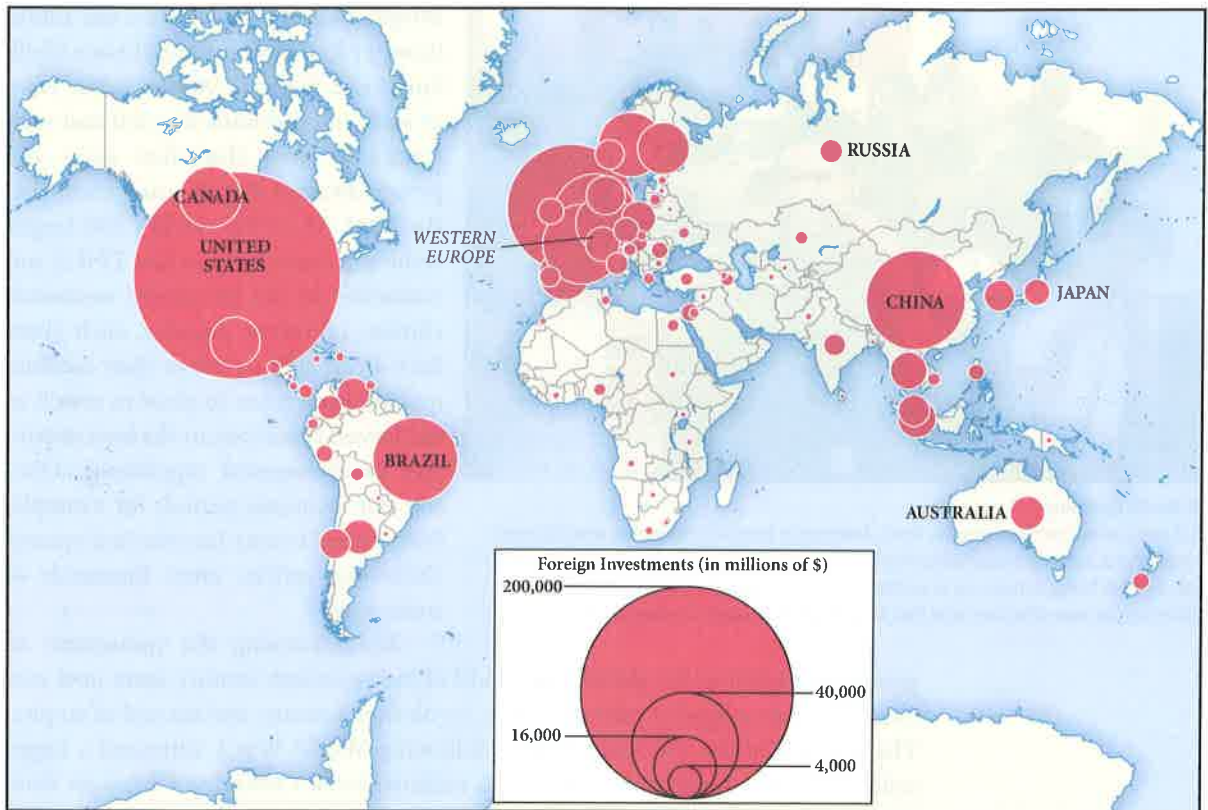 RUSSIA
CANADA
UNITED
STATES
WESTERN
EUROPE
CHINA
JAPAN
BRAZIL
AUSTRALIA
Foreign Investments (in millions of $)
200,000
40,000
16,000
4,000